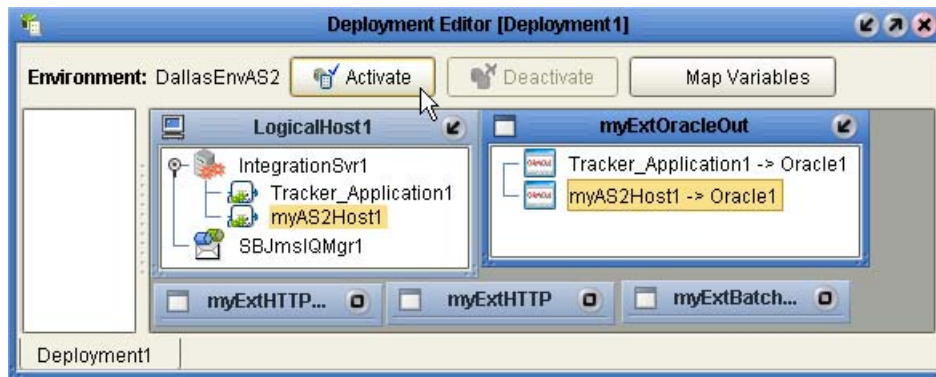 Deployment Editor [Deployment1]
Environment: DallasEnvAS2 Activate Deactivate Map Variables
LogicalHost1
IntegrationSvr1
Tracker_Application1
myAS2Host1
SBJmsIQMgr1
myExtOracleOut
Tracker_Application1 -> Oracle1
myAS2Host1 -> Oracle1
myExtHTTP... myExtHTTP myExtBatch...
Deployment1